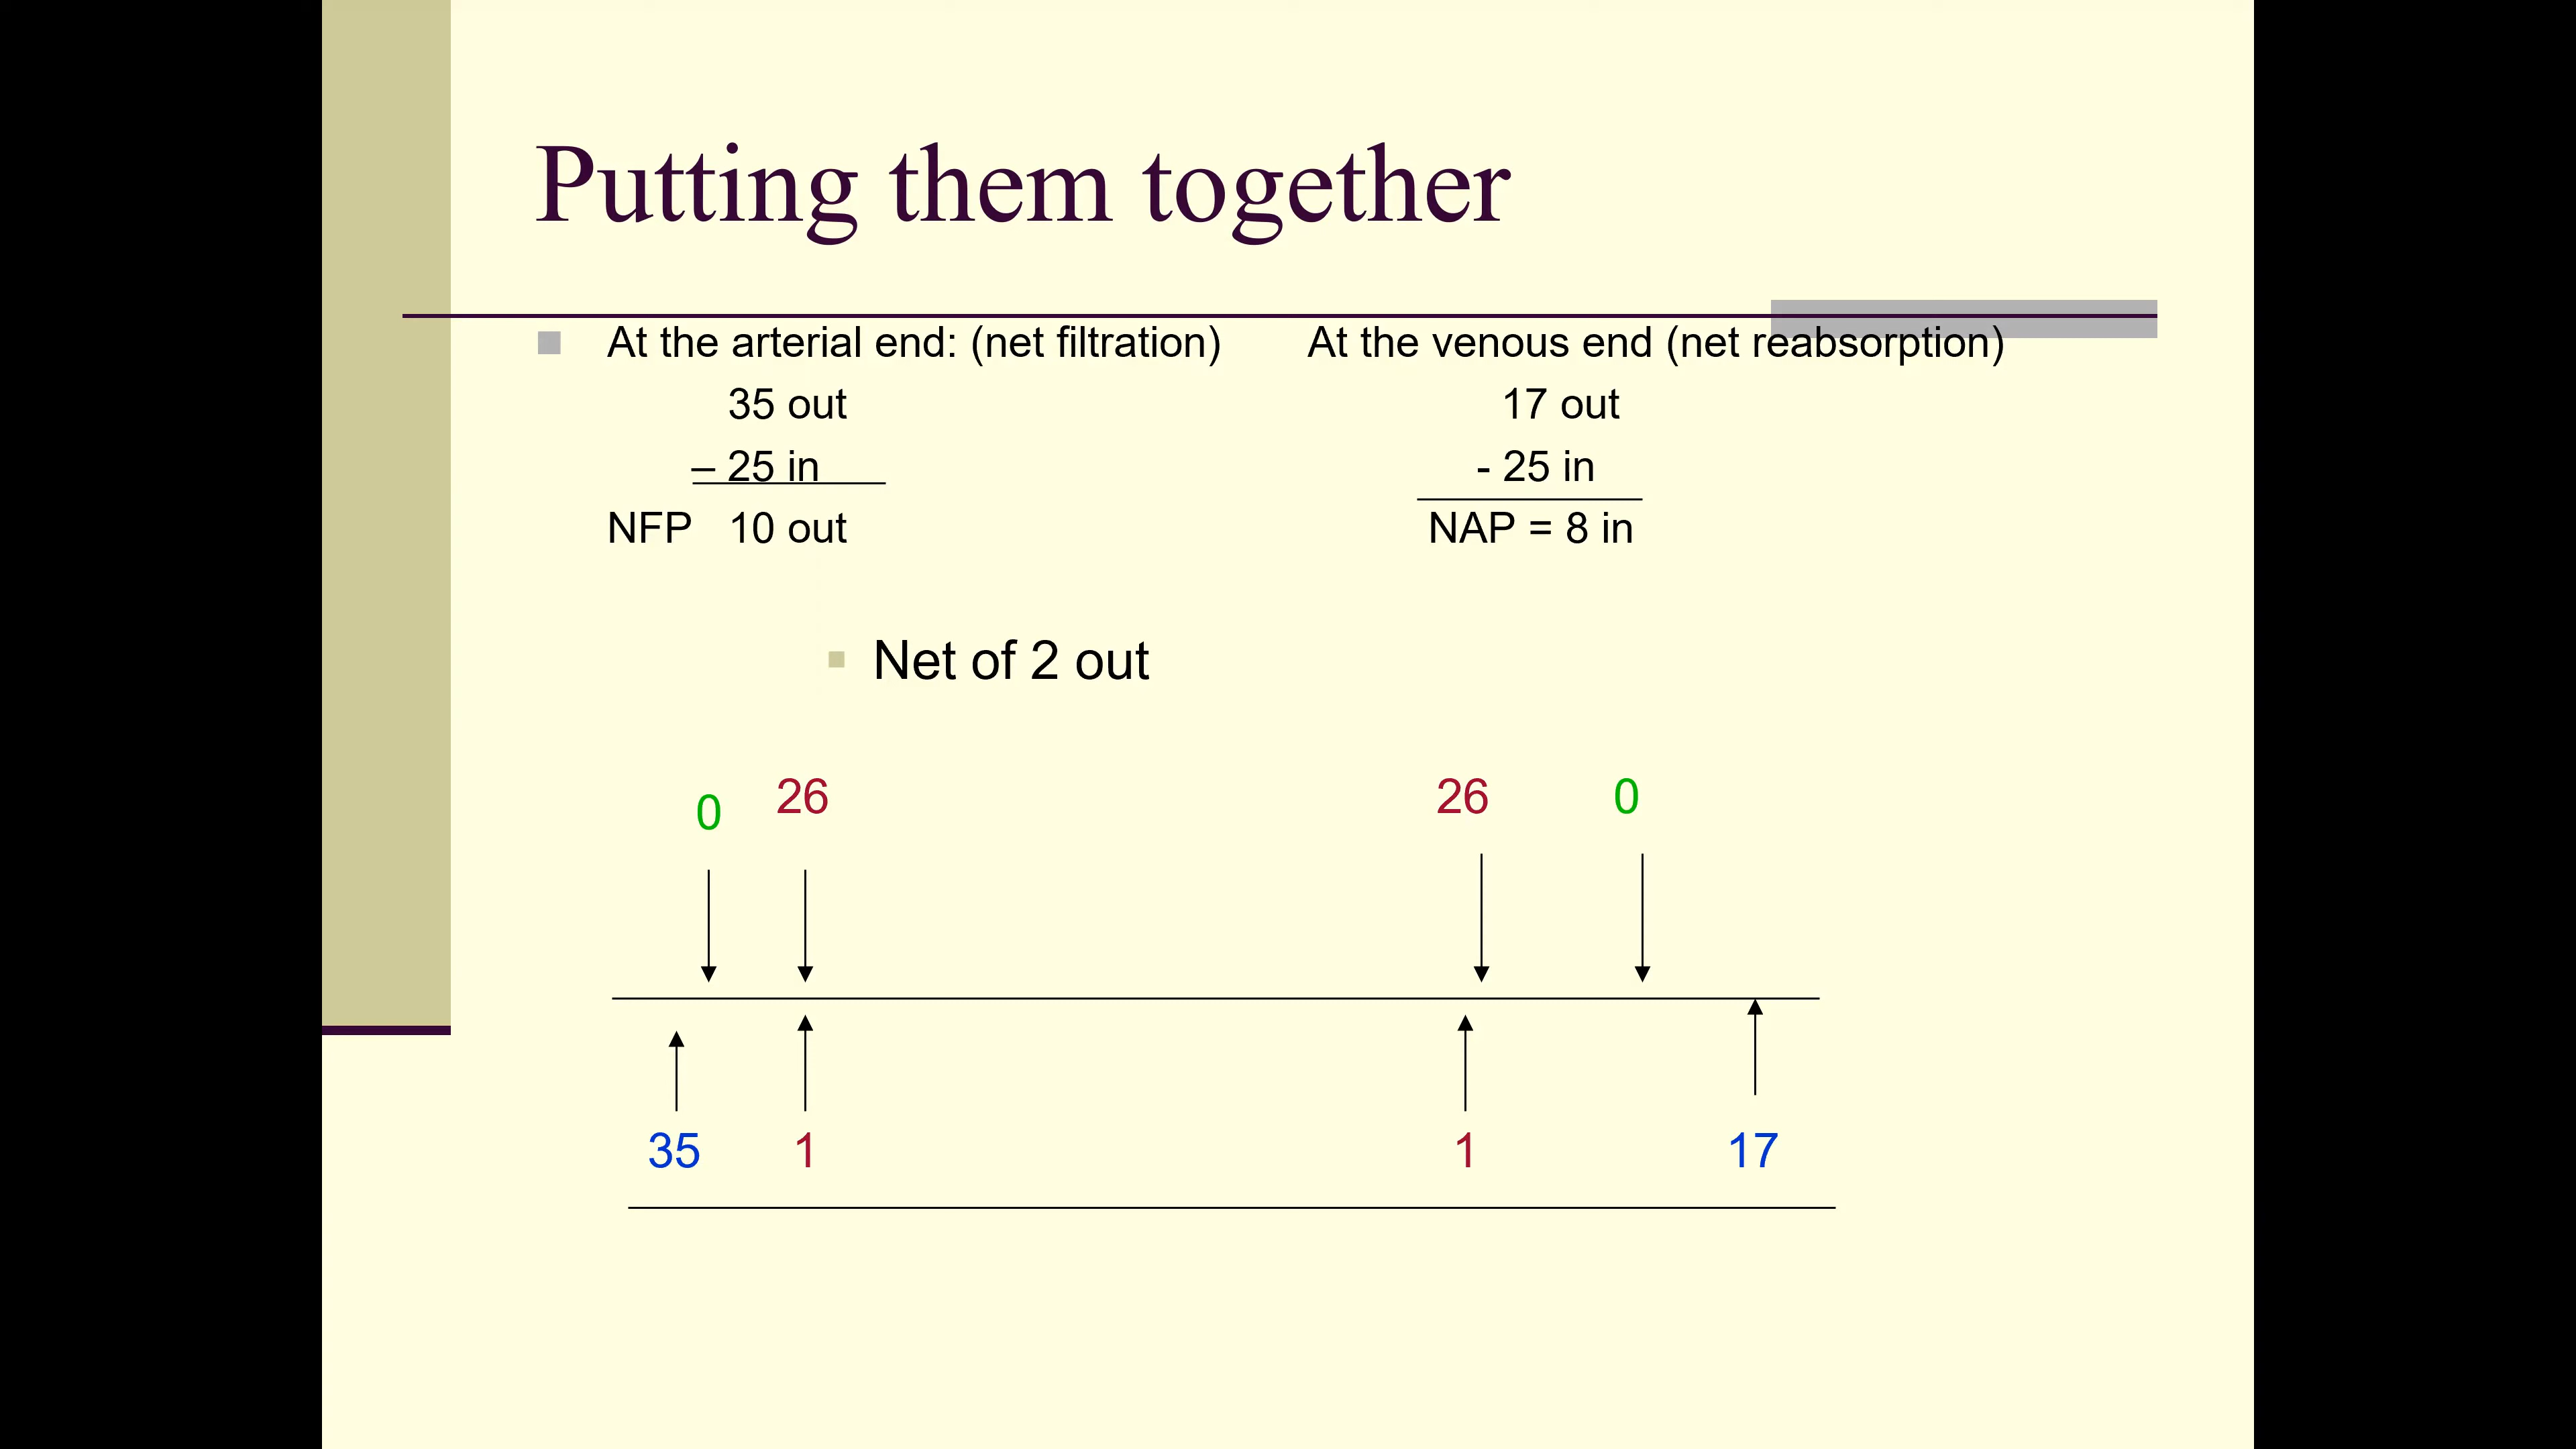 Putting them together
At the arterial end: (net filtration) At the venous end (net reabsorption)
35 out 17 out
– 25 in - 25 in
NFP 10 out NAP = 8 in
Net of 2 out
0 26 26 0
35 1 1 17